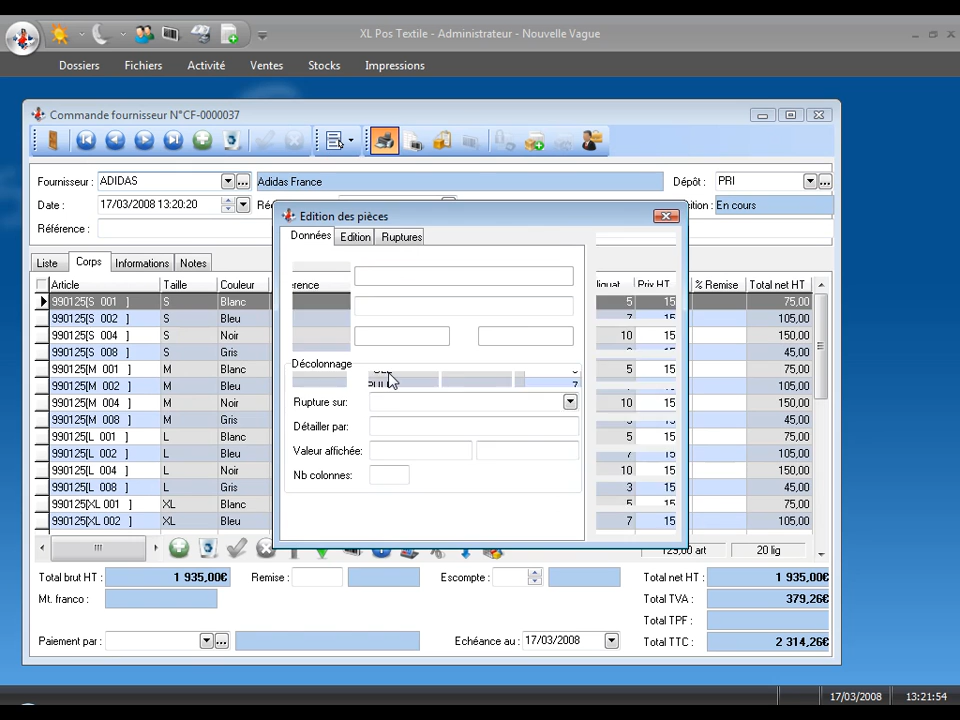 XL Pos Textile - Administrateur - Nouvelle Vague
Dossiers Fichiers Activité Ventes Stocks Impressions
Commande fournisseur N°CF-0000037
Fournisseur : ADIDAS Adidas France Dépôt : PRI
Date : 17/03/2008 13:20:20 En cours
Référence :
Edition des pièces
Données Edition Ruptures
Liste Corps Informations Notes
Article Taille Couleur Prix HT % Remise Total net HT
990125[S 001 ] S Blanc 5 15 75,00
990125[S 002 ] S Bleu 7 15 105,00
990125[S 004 ] S Noir 10 15 150,00
990125[S 008 ] S Gris 45,00
990125[M 001 ] M Blanc 5 15 75,00
990125[M 002 ] M Bleu 105,00
990125[M 004 ] M Noir 10 15 150,00
990125[M 008 ] M Gris 45,00
990125[L 001 ] L Blanc 5 15 75,00
990125[L 002 ] L Bleu 7 15 105,00
990125[L 004 ] L Noir 10 15 150,00
990125[L 008 ] L Gris 3 15 45,00
990125[XL 001 ] XL Blanc 5 15 75,00
990125[XL 002 ] XL Bleu 7 15 105,00
Décolonnage
Rupture sur:
Détailler par:
Valeur affichée:
Nb colonnes:
129,00 art 20 lig
Total brut HT : 1 935,00€ Remise : Escompte : Total net HT : 1 935,00€
Mt. franco : Total TVA : 379,26€
Total TPF :
Paiement par : Echéance au : 17/03/2008 Total TTC : 2 314,26€
17/03/2008 13:21:54